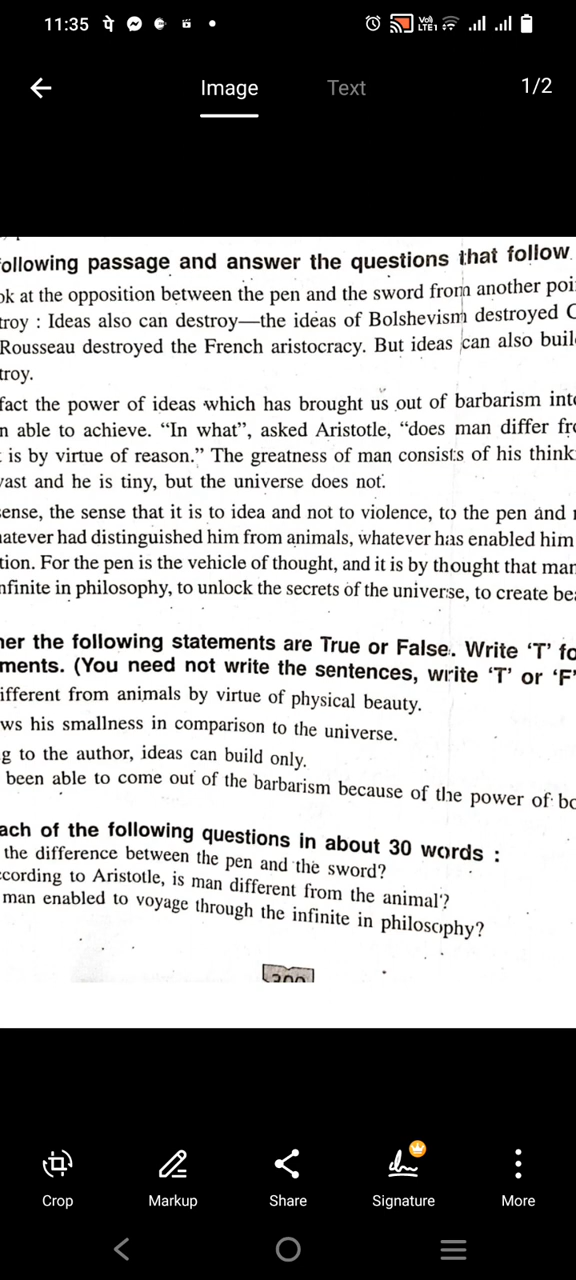 11:35 पे VoLTE1
Image Text 1/2
ollowing passage and answer the questions that follow.
ok at the opposition between the pen and the sword from another poi
troy : Ideas also can destroy—the ideas of Bolshevism destroyed C
Rousseau destroyed the French aristocracy. But ideas can also buil
troy.
fact the power of ideas which has brought us out of barbarism int
n able to achieve. “In what”, asked Aristotle, “does man differ fr
t is by virtue of reason.” The greatness of man consists of his think
vast and he is tiny, but the universe does not.
sense, the sense that it is to idea and not to violence, to the pen and
hatever had distinguished him from animals, whatever has enabled him
tion. For the pen is the vehicle of thought, and it is by thought that man
nfinite in philosophy, to unlock the secrets of the universe, to create be
her the following statements are True or False. Write ‘T’ fo
ments. (You need not write the sentences, write ‘T’ or ‘F’
ifferent from animals by virtue of physical beauty.
ws his smallness in comparison to the universe.
g to the author, ideas can build only.
been able to come out of the barbarism because of the power of bo
ach of the following questions in about 30 words :
the difference between the pen and the sword?
ccording to Aristotle, is man different from the animal?
man enabled to voyage through the infinite in philosophy?
Crop Markup Share Signature More